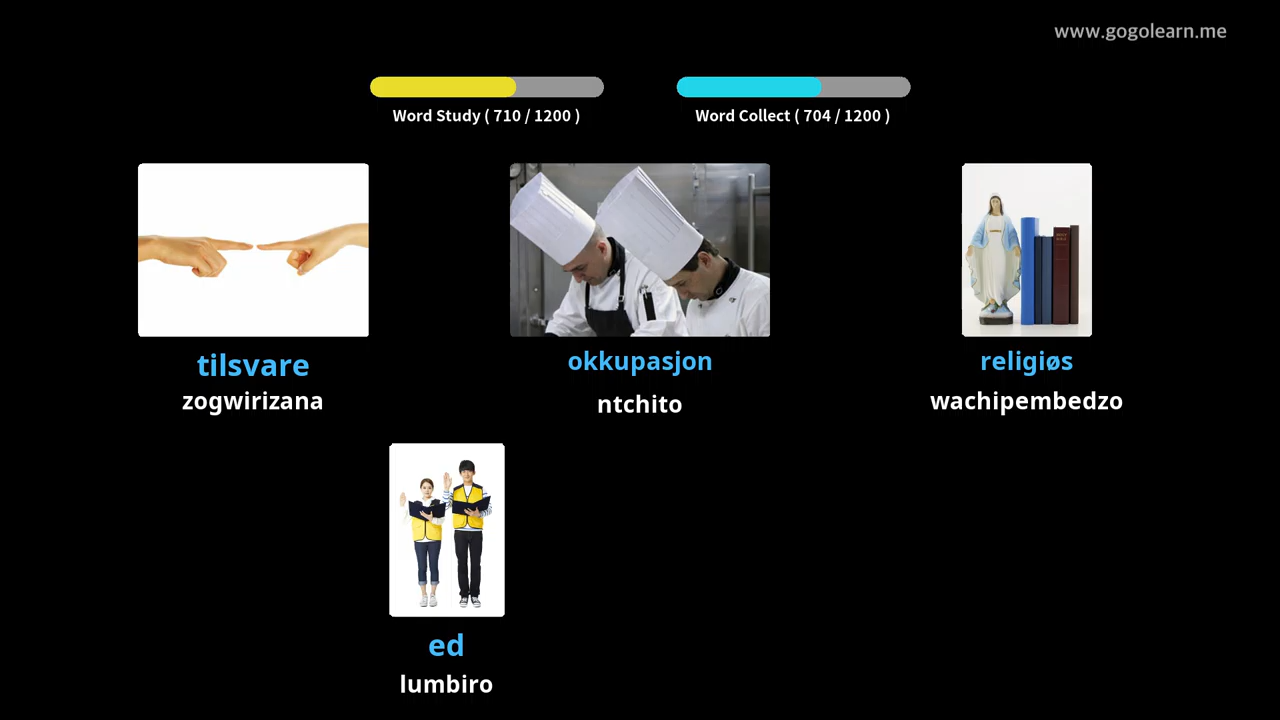 www.gogolearn.me
Word Study ( 710 / 1200 )
Word Collect ( 704 / 1200 )
tilsvare
zogwirizana
okkupasjon
ntchito
religiøs
wachipembedzo
ed
lumbiro